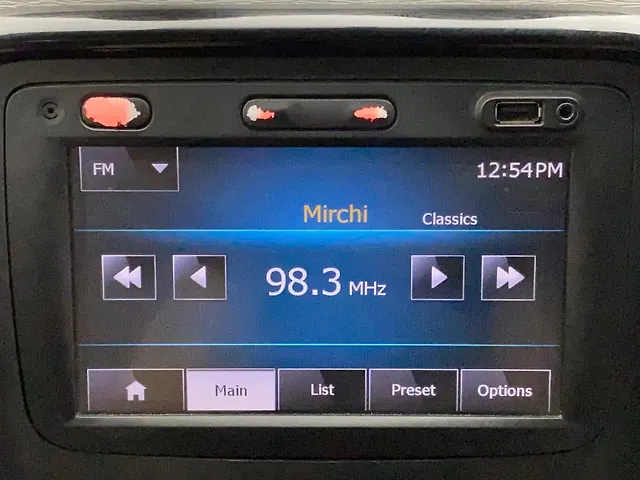 FM
12:54PM
Mirchi Classics
98.3 MHz
Main List Preset Options